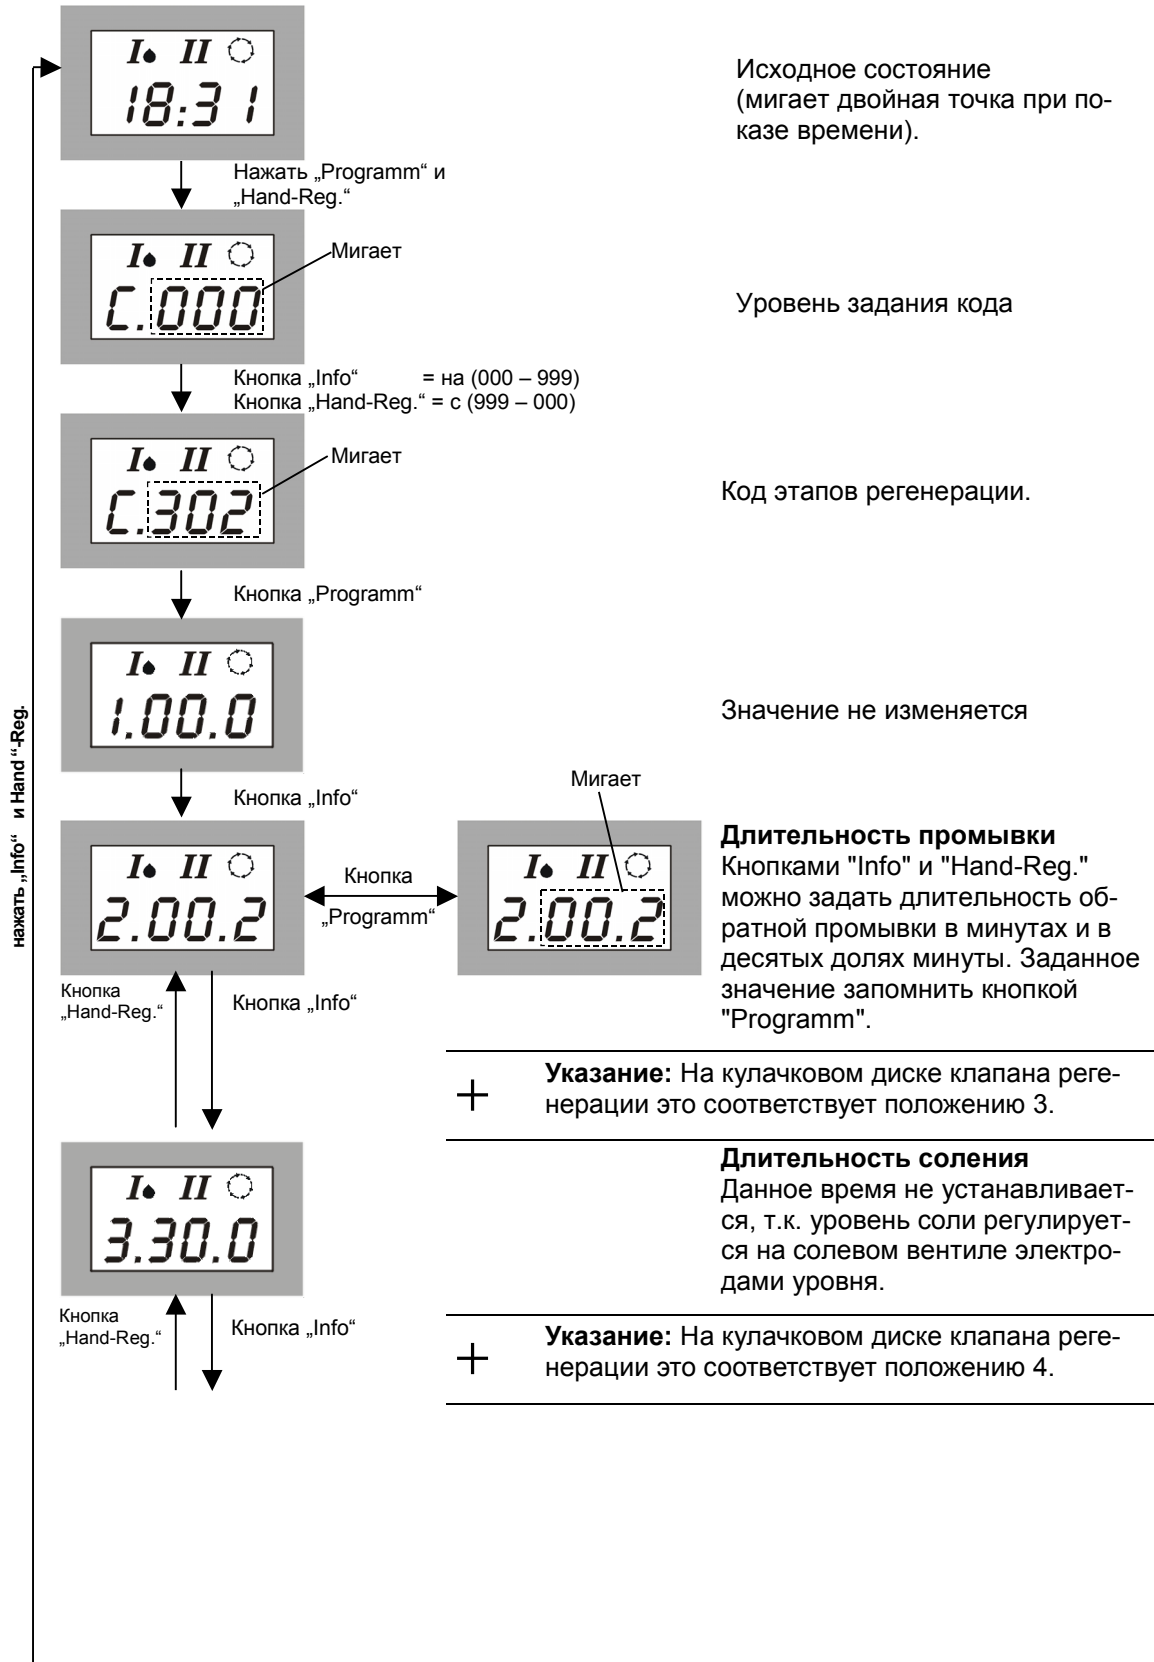 I II
18:31
Исходное состояние
(мигает двойная точка при по-
казе времени).
Нажать „Programm“ и
„Hand-Reg.“
I II
C.000
Мигает
Уровень задания кода
Кнопка „Info“ = на (000 – 999)
Кнопка „Hand-Reg.“ = с (999 – 000)
I II
C.302
Мигает
Код этапов регенерации.
Кнопка „Programm“
I II
1.00.0
Значение не изменяется
Кнопка „Info“
I II
2.00.2
Кнопка
„Programm“
Мигает
I II
2.00.2
Длительность промывки
Кнопками "Info" и "Hand-Reg."
можно задать длительность об-
ратной промывки в минутах и в
десятых долях минуты. Заданное
значение запомнить кнопкой
"Programm".
Кнопка
„Hand-Reg.“
Кнопка „Info“
Указание: На кулачковом диске клапана реге-
нерации это соответствует положению 3.
I II
3.30.0
Длительность соления
Данное время не устанавливает-
ся, т.к. уровень соли регулирует-
ся на солевом вентиле электро-
дами уровня.
Кнопка
„Hand-Reg.“
Кнопка „Info“
Указание: На кулачковом диске клапана реге-
нерации это соответствует положению 4.
нажать „Info“ и Hand“-Reg.